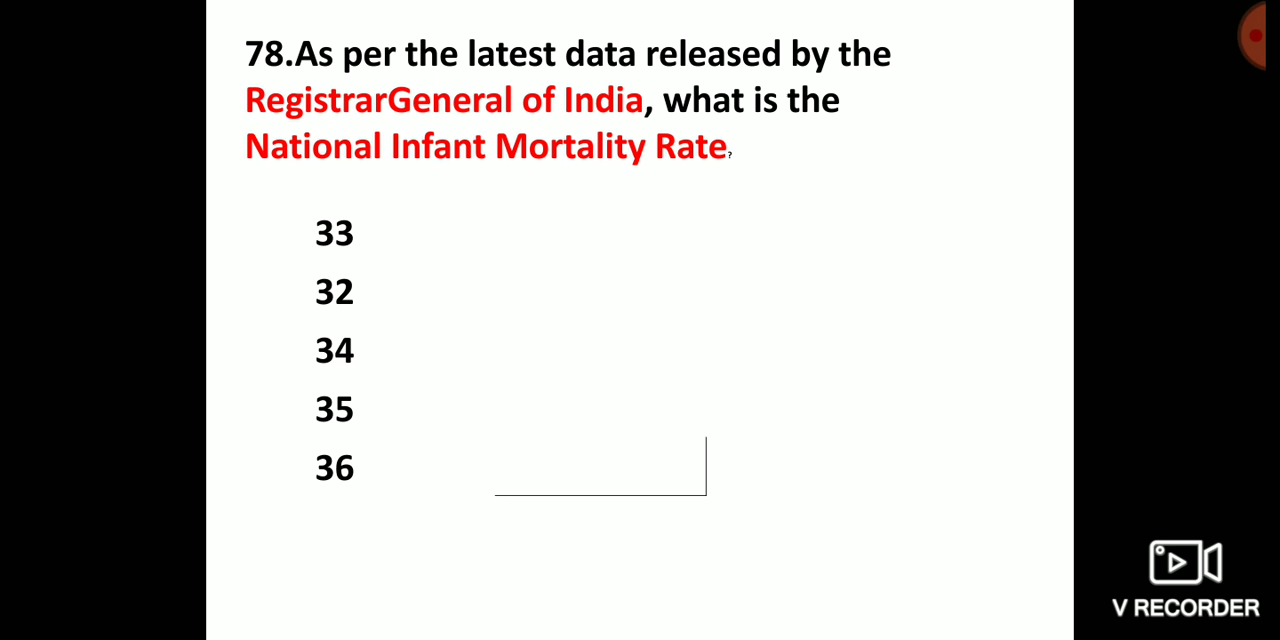 78.As per the latest data released by the
RegistrarGeneral of India, what is the
National Infant Mortality Rate?
33
32
34
35
36
V RECORDER